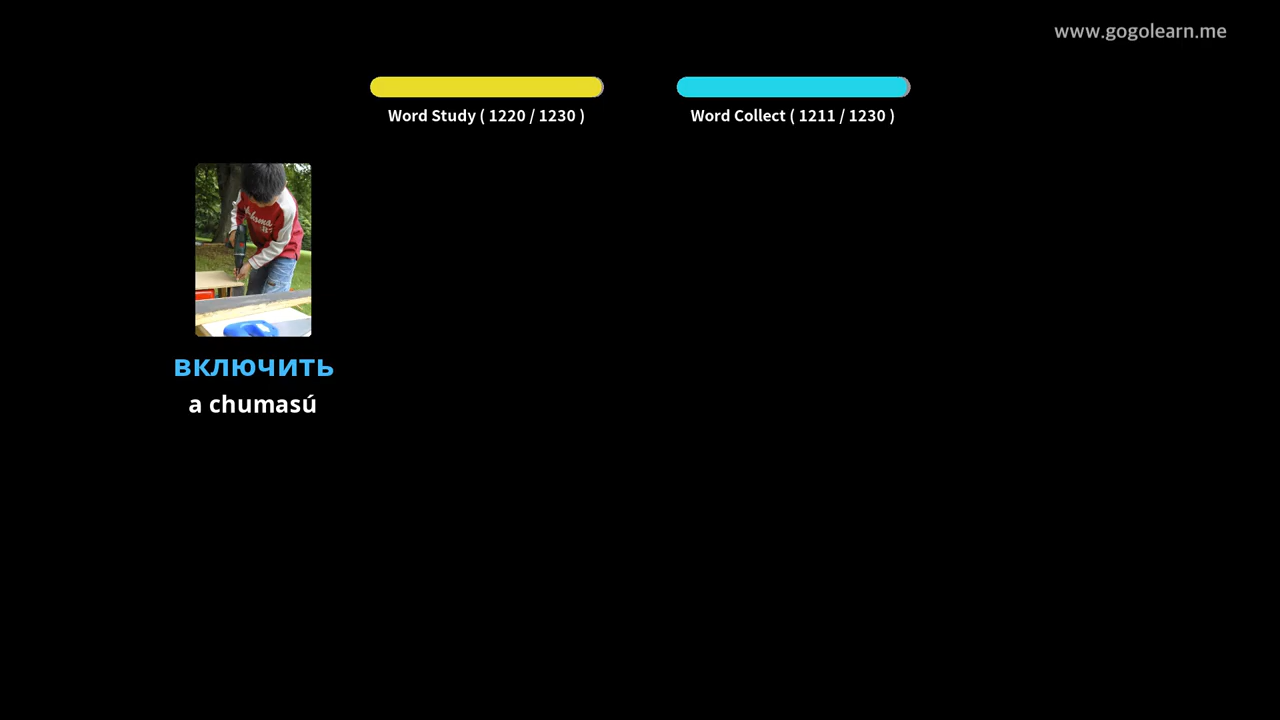 www.gogolearn.me
Word Study ( 1220 / 1230 )
Word Collect ( 1211 / 1230 )
включить
a chumasú